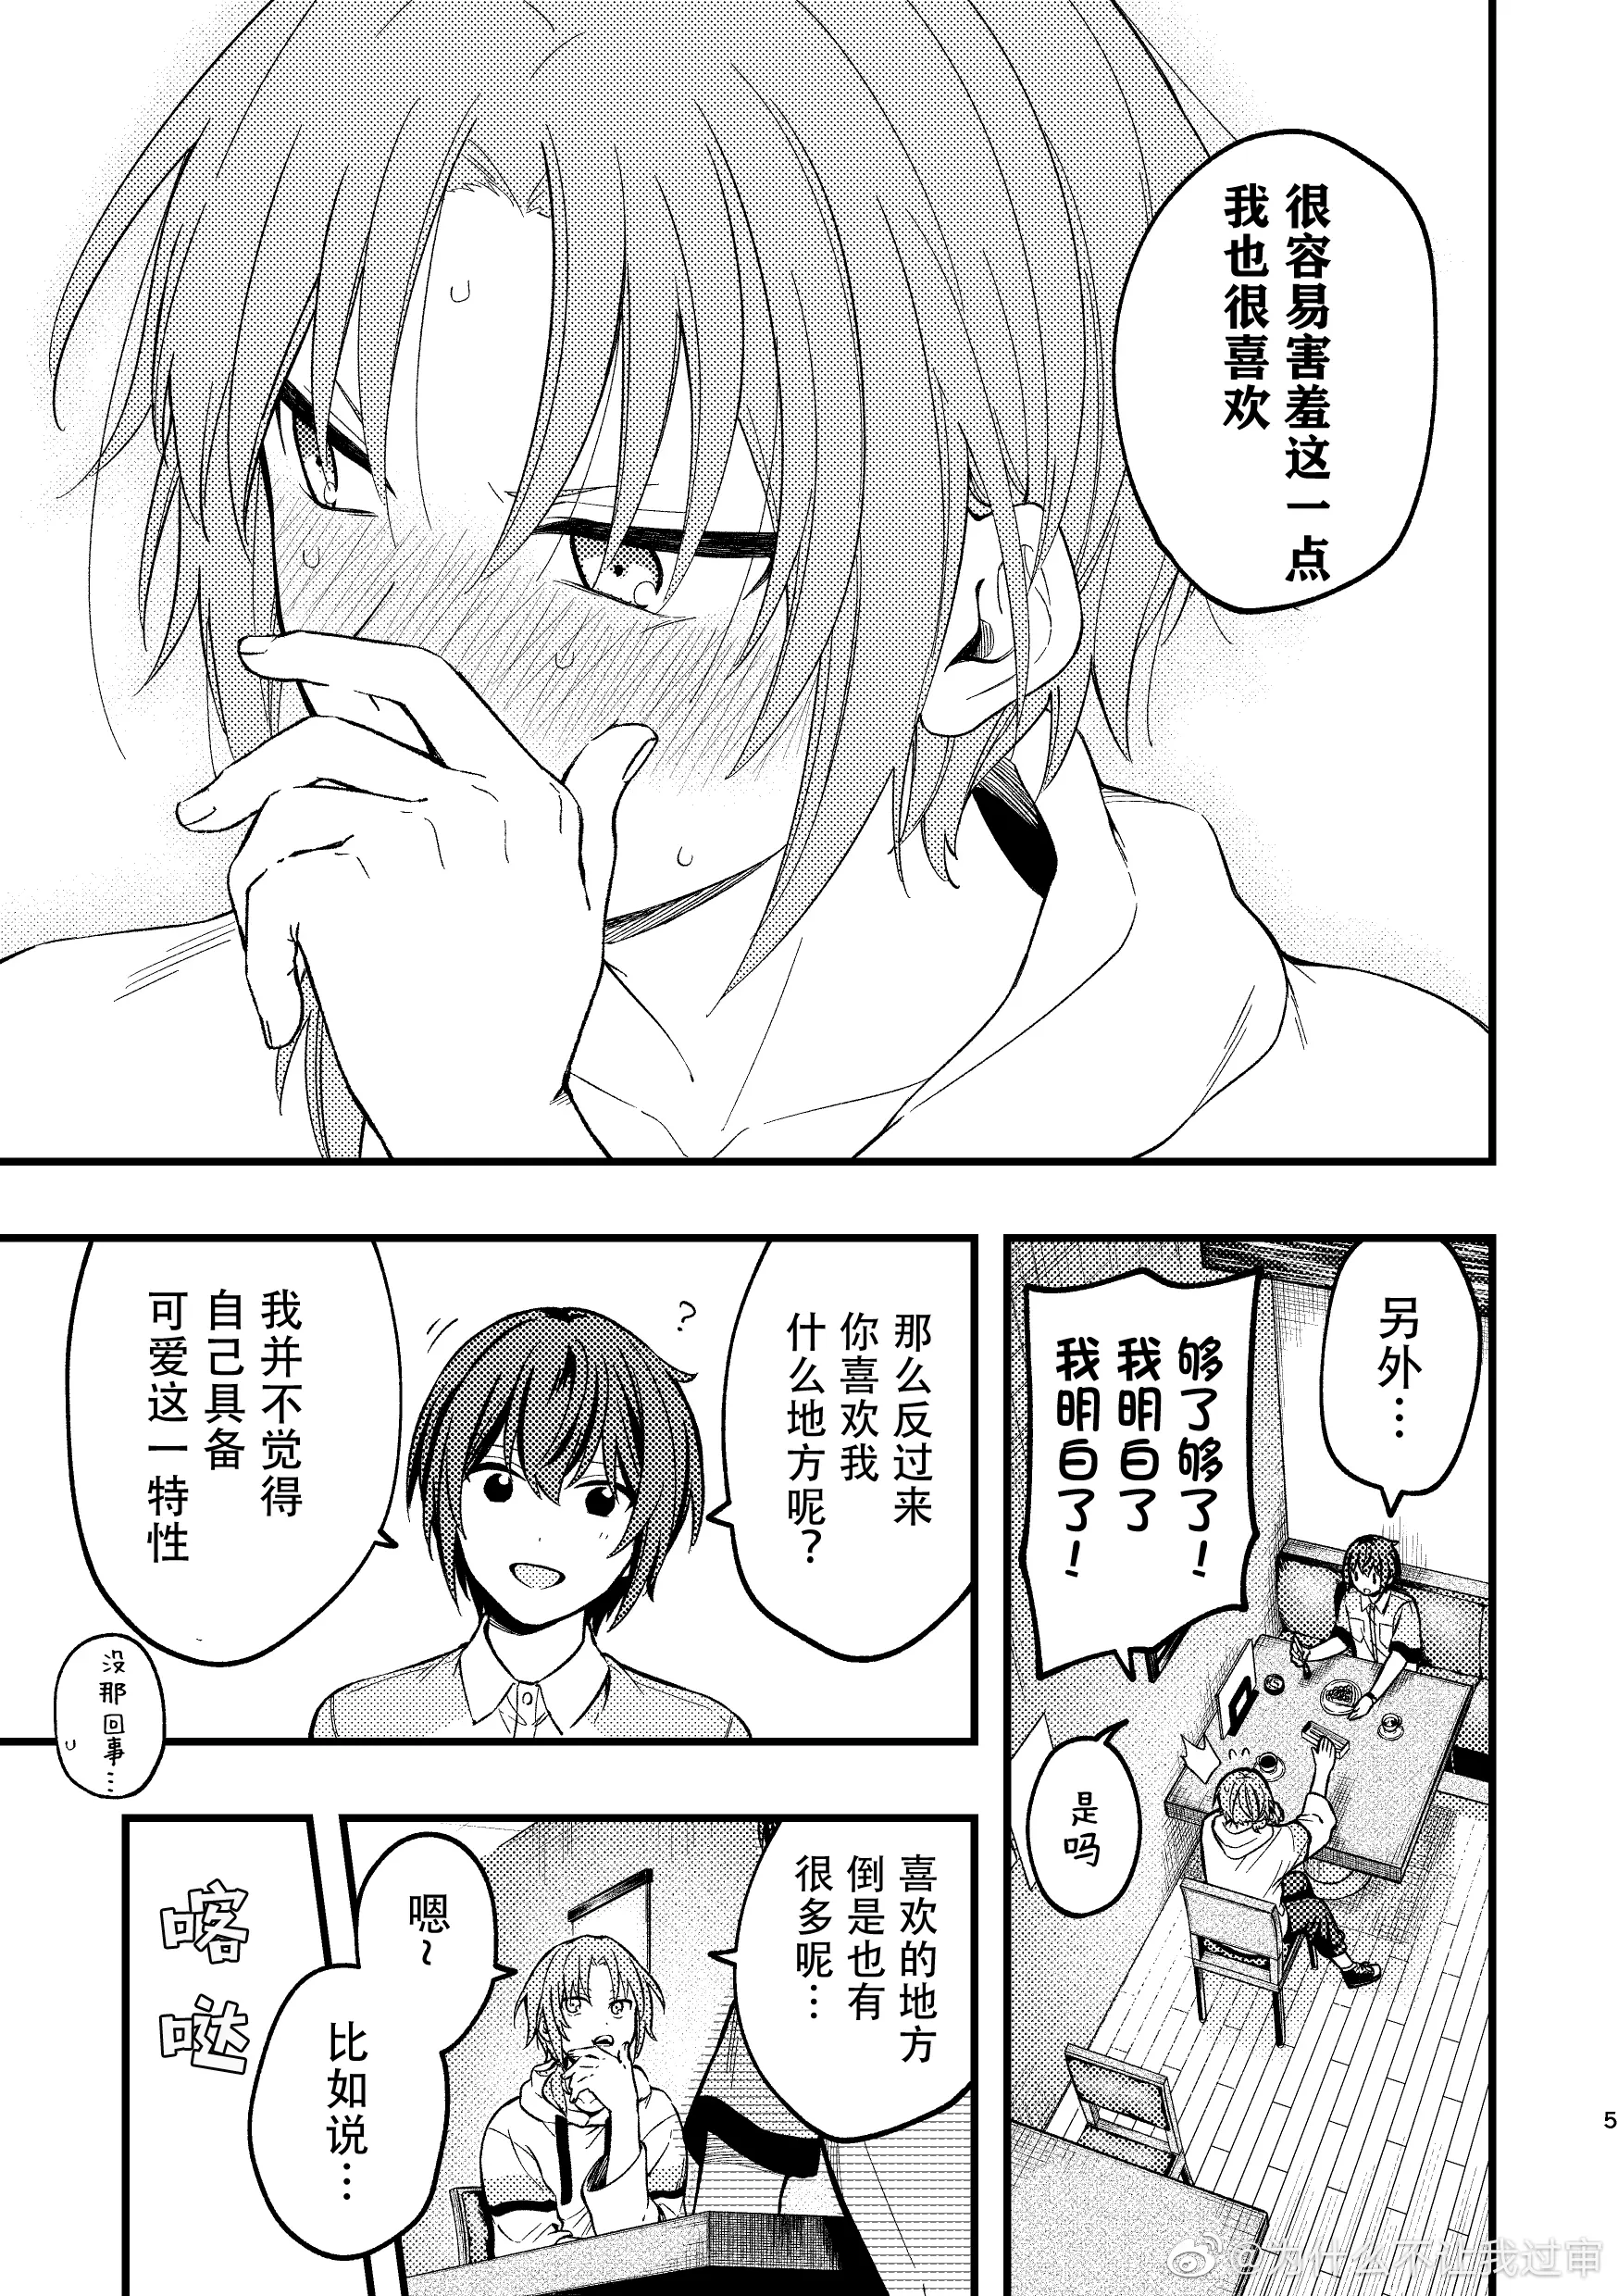 很容易害羞这一点
我也很喜欢
另外…
够了够了！
我明白了
我明白了！
是吗
那么反过来
你喜欢我
什么地方呢？
?
我并不觉得
自己具备
可爱这一特性
没那回事…
喜欢的地方
倒是也有
很多呢…
嗯~
比如说…
喀哒
5
@为什么不让我过审